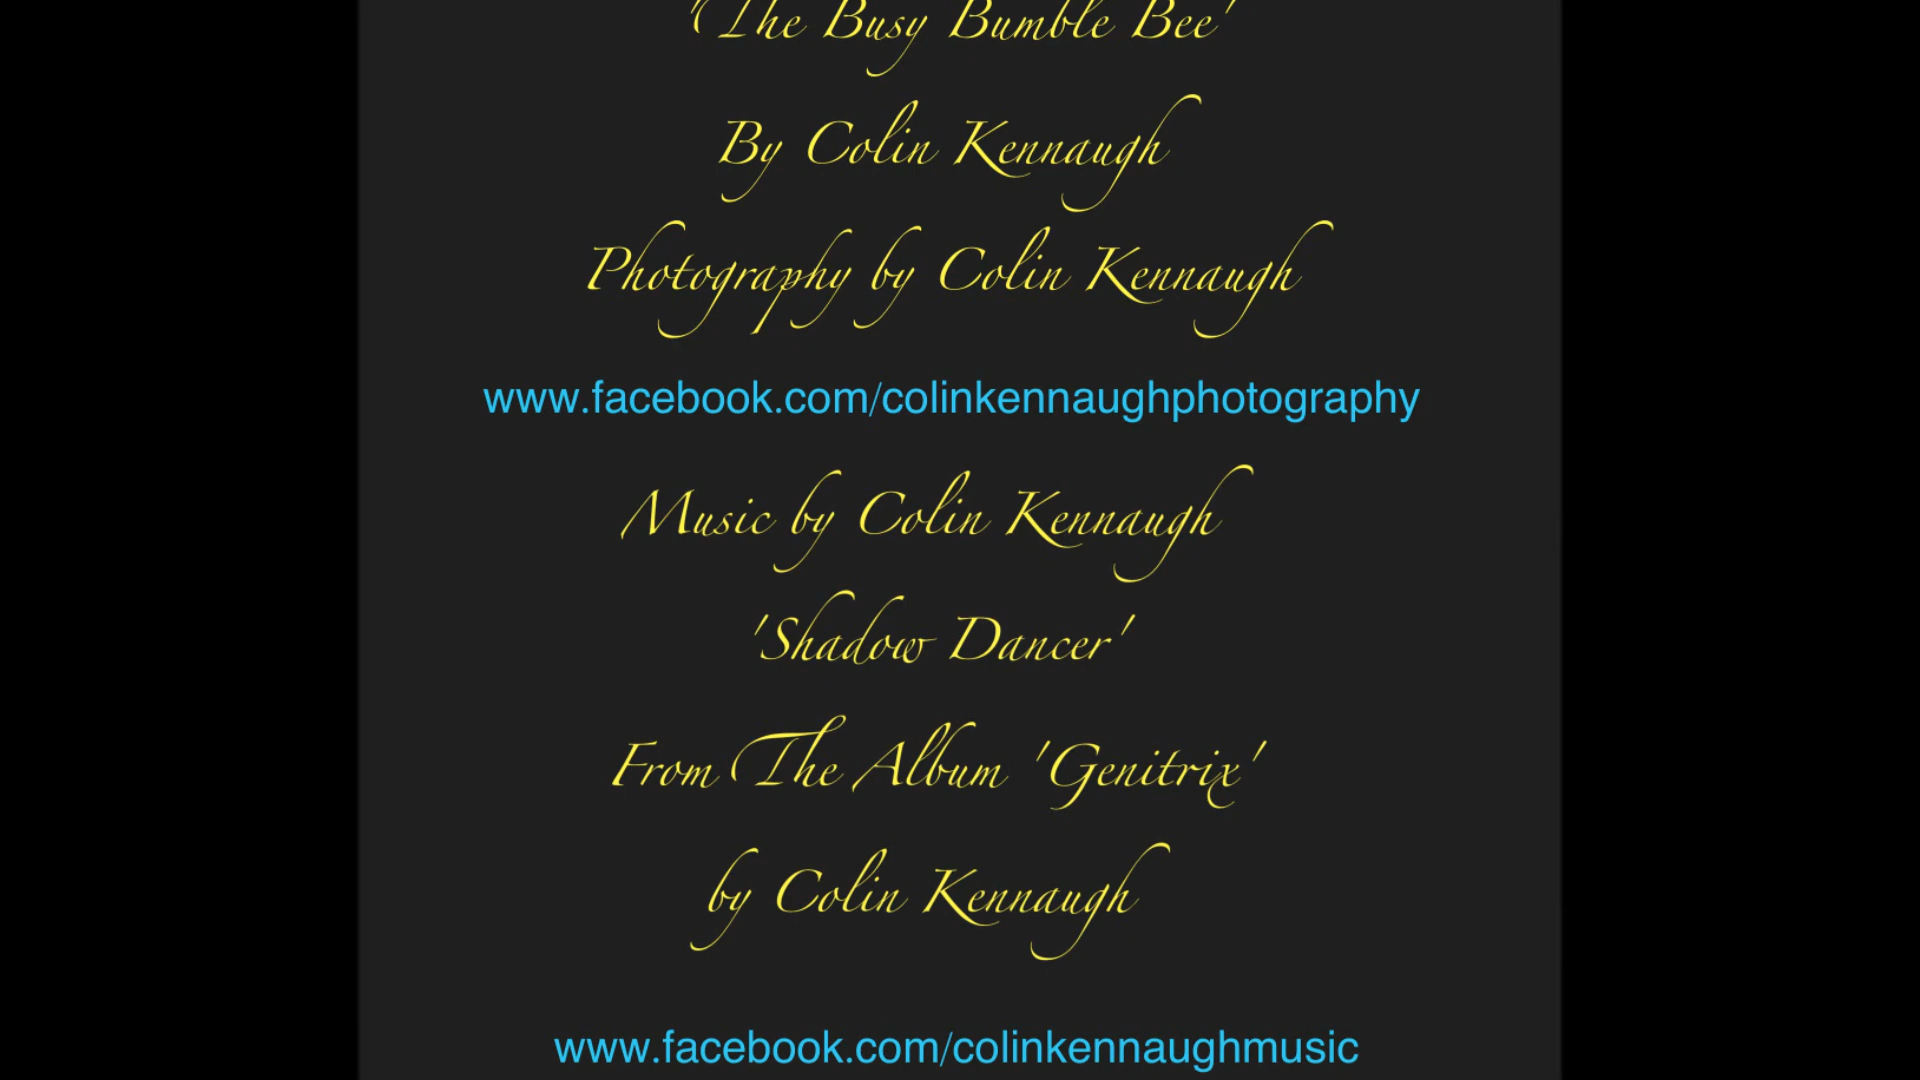 'The Busy Bumble Bee'
By Colin Kennaugh
Photography by Colin Kennaugh
www.facebook.com/colinkennaughphotography
Music by Colin Kennaugh
'Shadow Dancer'
From The Album 'Genitrix'
by Colin Kennaugh
www.facebook.com/colinkennaughmusic